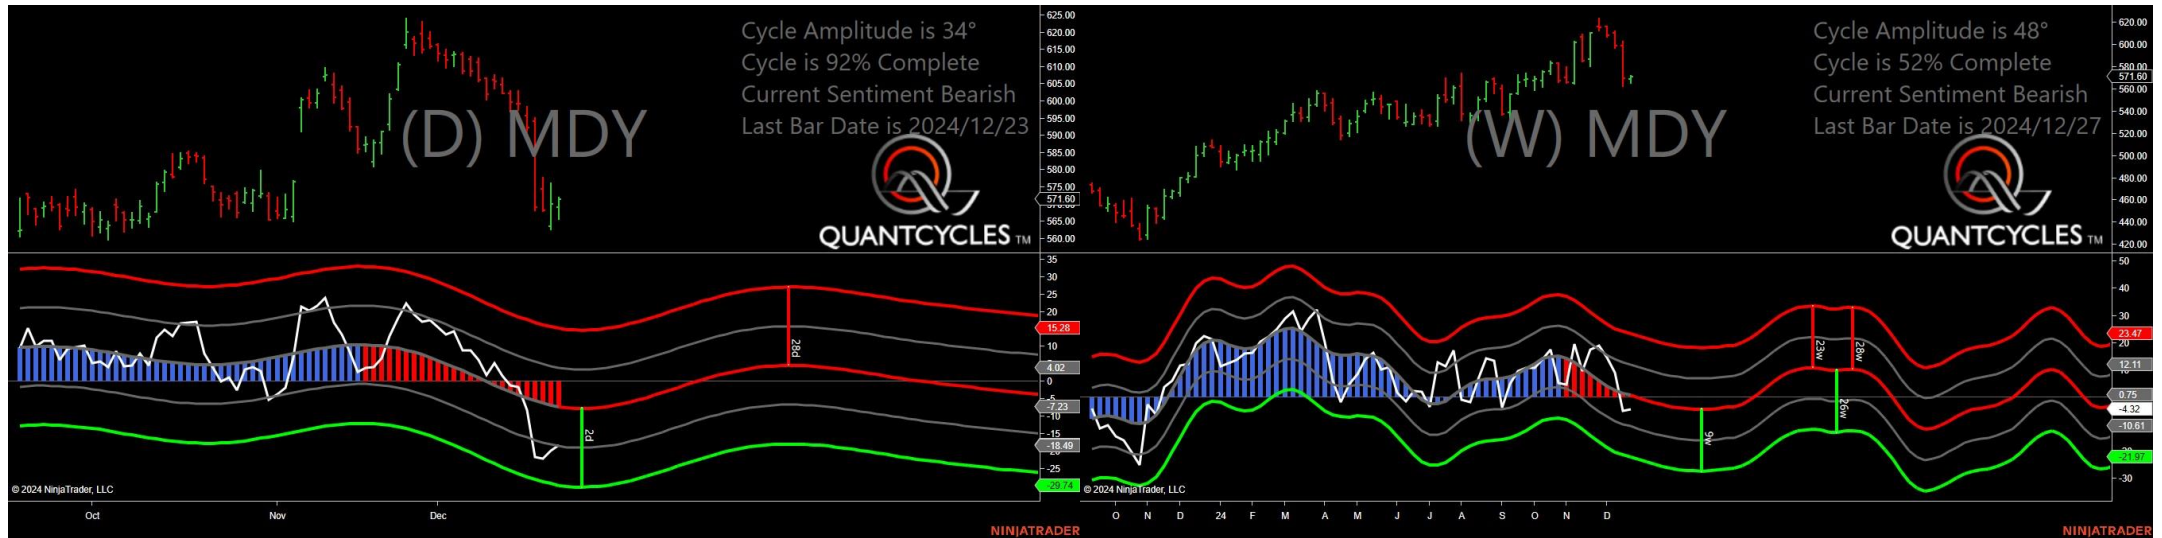 Cycle Amplitude is 34°
Cycle is 92% Complete
Current Sentiment Bearish
Last Bar Date is 2024/12/23
(D) MDY
QUANTCYCLES TM
625.00
620.00
615.00
610.00
605.00
600.00
595.00
590.00
585.00
580.00
575.00
571.60
565.00
560.00
35
30
25
20
15.28
10
5
4.02
0
-5
-7.23
-10
-15
-18.49
-25
-29.74
2d
28d
© 2024 NinjaTrader, LLC
Oct
Nov
Dec
NINJATRADER
Cycle Amplitude is 48°
Cycle is 52% Complete
Current Sentiment Bearish
Last Bar Date is 2024/12/27
(W) MDY
QUANTCYCLES TM
620.00
600.00
580.00
571.60
560.00
540.00
520.00
500.00
480.00
460.00
440.00
420.00
50
40
30
23.47
20
12.11
0.75
-4.32
-10.61
-21.97
-30
9w
23w
26w
28w
© 2024 NinjaTrader, LLC
O N D 24 F M A M J J A S O N D
NINJATRADER